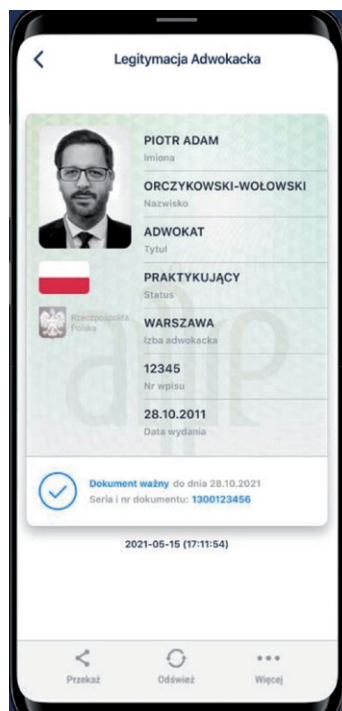 Legitymacja Adwokacka
PIOTR ADAM
Imiona
ORCZYKOWSKI-WOŁOWSKI
Nazwisko
ADWOKAT
Tytuł
PRAKTYKUJĄCY
Status
Rzeczpospolita
Polska
WARSZAWA
Izba adwokacka
12345
Nr wpisu
28.10.2011
Data wydania
Dokument ważny do dnia 28.10.2021
Seria i nr dokumentu: 1300123456
2021-05-15 (17:11:54)
Przekaż Odśwież Więcej